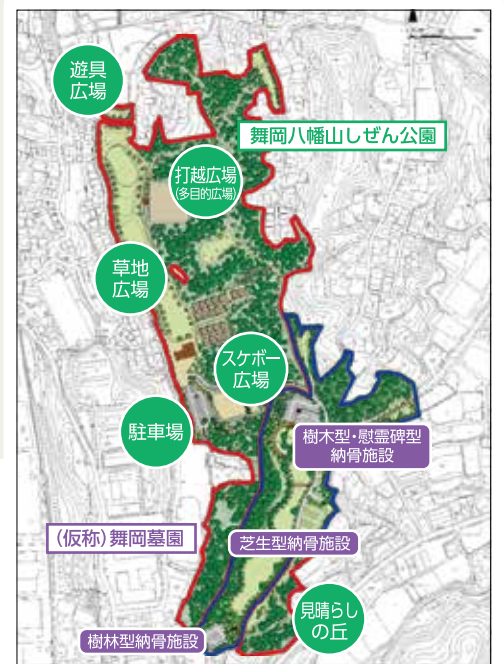 遊具
広場
舞岡八幡山しぜん公園
打越広場
(多目的広場)
草地
広場
スケボー
広場
駐車場
樹木型・慰霊碑型
納骨施設
(仮称)舞岡墓園
芝生型納骨施設
見晴らし
の丘
樹林型納骨施設